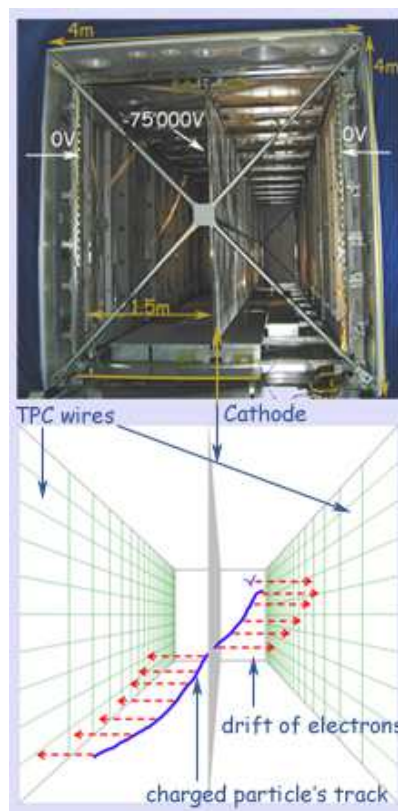 4m
4m
-75'000V
0V
0V
1.5m
TPC wires
Cathode
ν
drift of electrons
charged particle's track